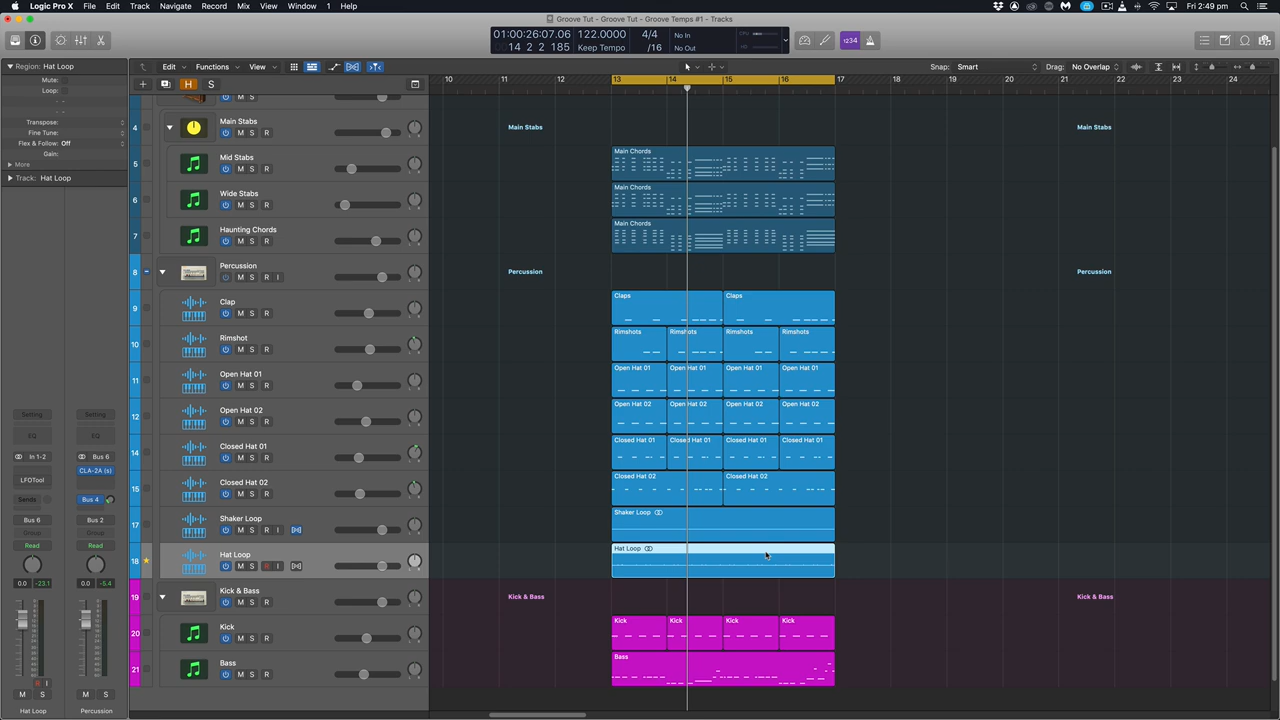 Logic Pro X File Edit Track Navigate Record Mix View Window 1 Help Fri 2:49 pm
Groove Tut - Groove Temps #1 - Tracks
01:00:26:07.06 122.0000 4/4 No In
14 2 2 185 Keep Tempo /16 No Out
1234
CPU
HD
Region: Hat Loop
Mute:
Loop:
Transpose:
Fine Tune:
Flex & Follow: Off
Gain:
More
Track: Hat Loop
Edit Functions View Snap: Smart Drag: No Overlap
H S
10 11 12 13 14 15 16 17 18 19 20 21 22 23 24
4 Main Stabs M S R Main Stabs Main Stabs
5 Mid Stabs M S R Main Chords
6 Wide Stabs M S R Main Chords
7 Haunting Chords M S R Main Chords
8 Percussion M S R I Percussion Percussion
9 Clap M S R Claps Claps
10 Rimshot M S R Rimshots Rimshots Rimshots Rimshots
11 Open Hat 01 M S R Open Hat 01 Open Hat 01 Open Hat 01 Open Hat 01
12 Open Hat 02 M S R Open Hat 02 Open Hat 02 Open Hat 02 Open Hat 02
14 Closed Hat 01 M S R Closed Hat 01 Closed Hat 01 Closed Hat 01 Closed Hat 01
15 Closed Hat 02 M S R Closed Hat 02 Closed Hat 02
17 Shaker Loop M S R I Shaker Loop
18 Hat Loop M S R I Hat Loop
19 Kick & Bass M S R Kick & Bass Kick & Bass
20 Kick M S R Kick Kick Kick Kick
21 Bass M S R Bass
Setting Setting
EQ EQ
In 1-2 Bus 6
LFOTool CLA-2A (s)
Sends Bus 4
Bus 6 Bus 2
Group Group
Read Read
0.0 -23.1 0.0 -5.4
R I
M S M S
Hat Loop Percussion